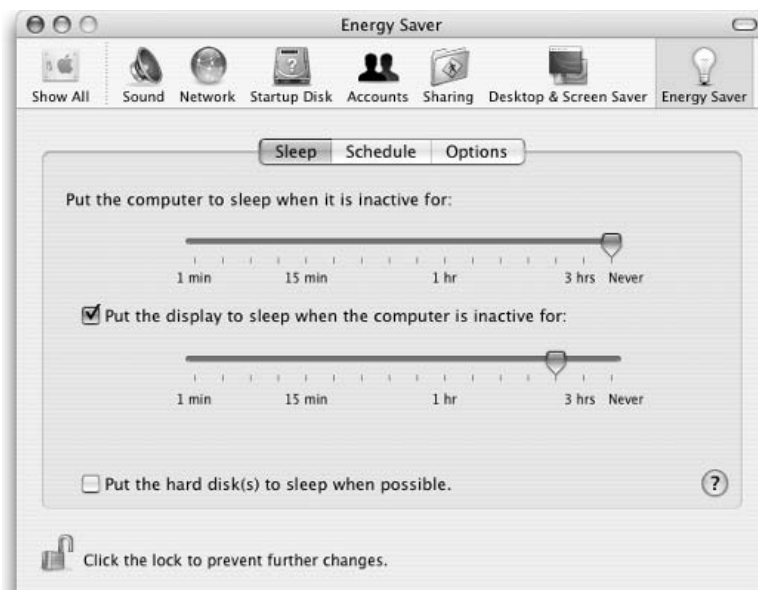 Energy Saver
Show All Sound Network Startup Disk Accounts Sharing Desktop & Screen Saver Energy Saver
Sleep Schedule Options
Put the computer to sleep when it is inactive for:
1 min 15 min 1 hr 3 hrs Never
Put the display to sleep when the computer is inactive for:
1 min 15 min 1 hr 3 hrs Never
Put the hard disk(s) to sleep when possible. ?
Click the lock to prevent further changes.